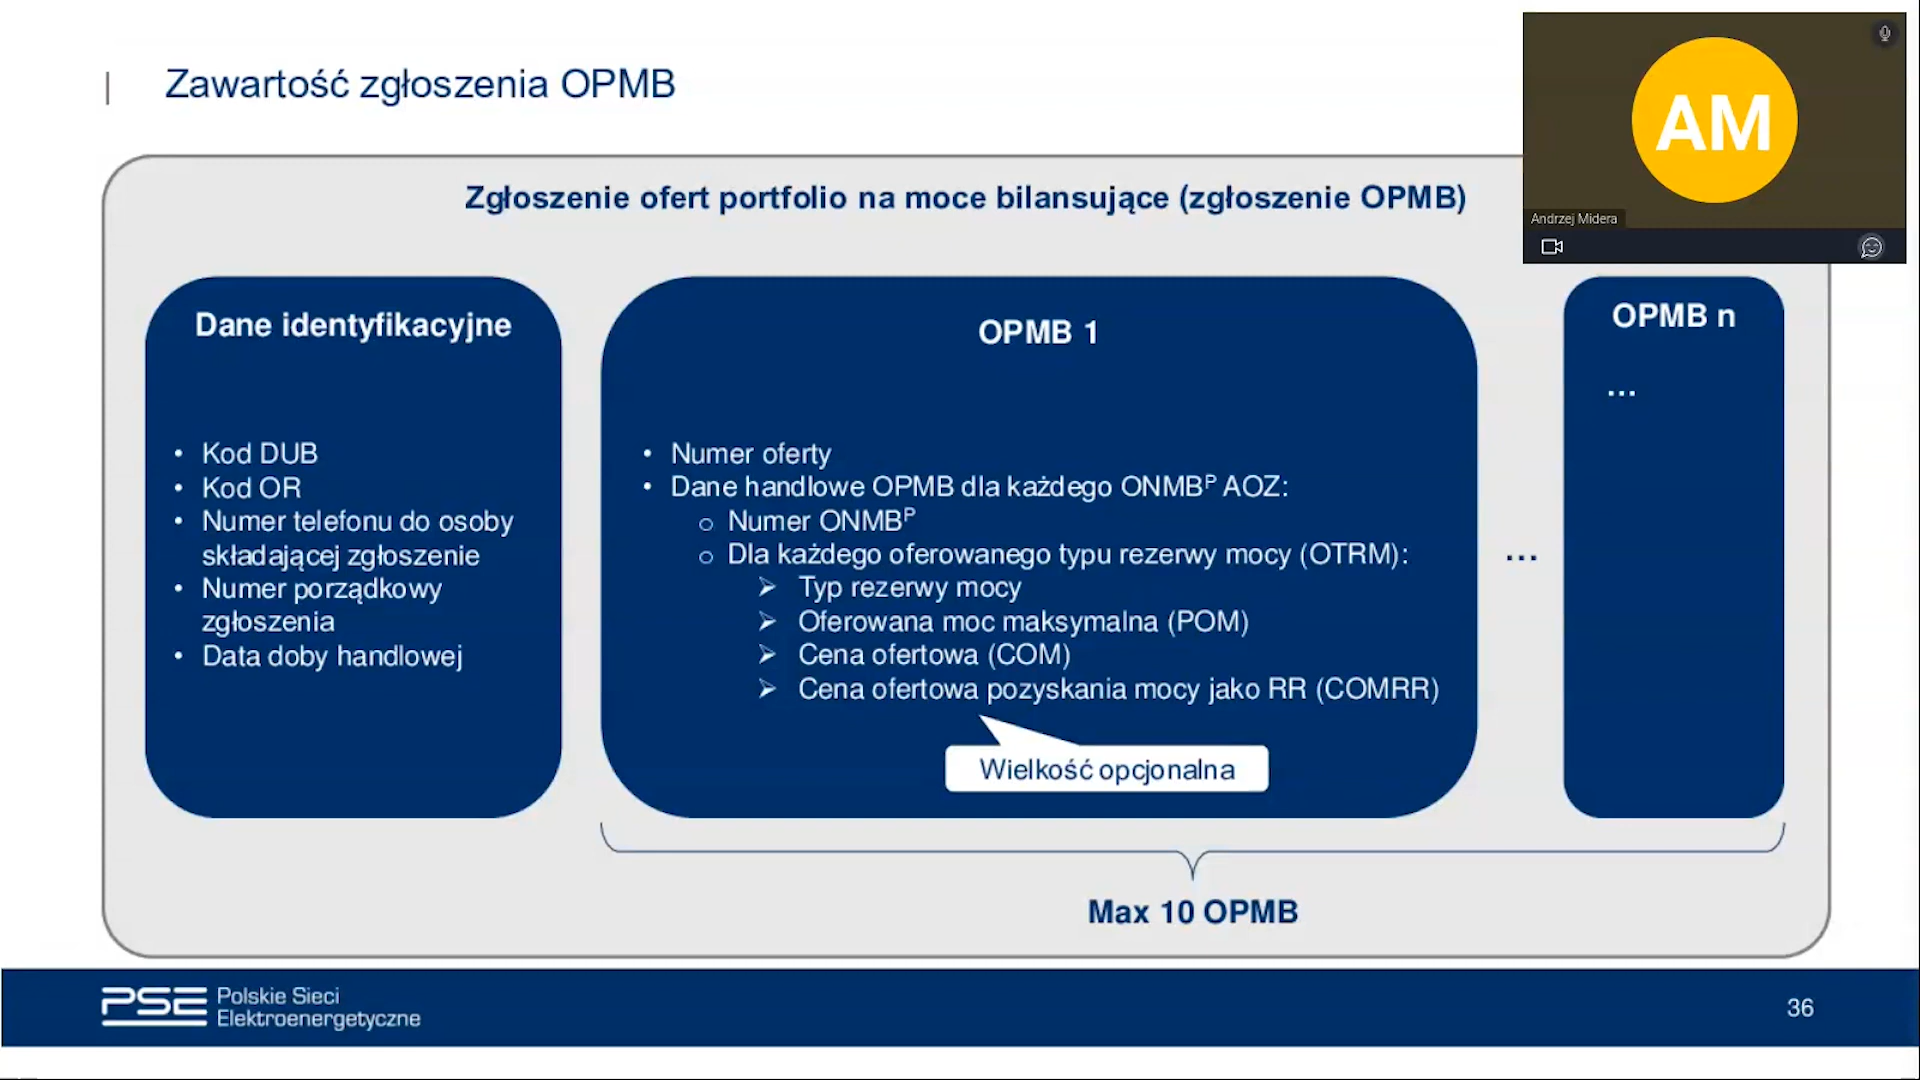 Zawartość zgłoszenia OPMB
AM
Andrzej Midera
Zgłoszenie ofert portfolio na moce bilansujące (zgłoszenie OPMB)
Dane identyfikacyjne
• Kod DUB
• Kod OR
• Numer telefonu do osoby
składającej zgłoszenie
• Numer porządkowy
zgłoszenia
• Data doby handlowej
OPMB 1
• Numer oferty
• Dane handlowe OPMB dla każdego ONMBᴾ AOZ:
o Numer ONMBᴾ
o Dla każdego oferowanego typu rezerwy mocy (OTRM):
➢ Typ rezerwy mocy
➢ Oferowana moc maksymalna (POM)
➢ Cena ofertowa (COM)
➢ Cena ofertowa pozyskania mocy jako RR (COMRR)
Wielkość opcjonalna
...
OPMB n
...
Max 10 OPMB
PSE Polskie Sieci
Elektroenergetyczne
36